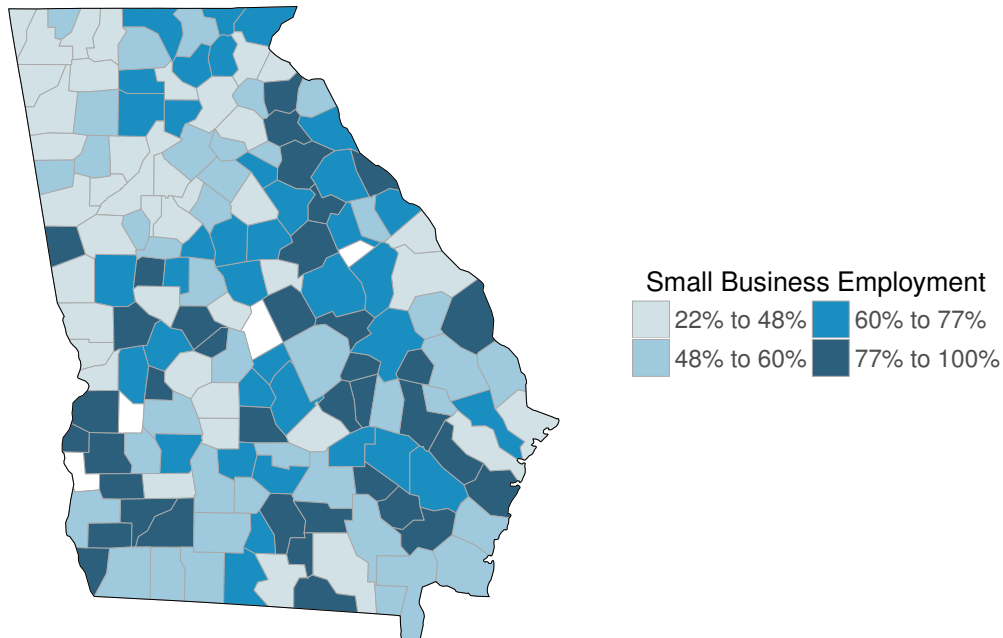 Small Business Employment
22% to 48% 60% to 77%
48% to 60% 77% to 100%